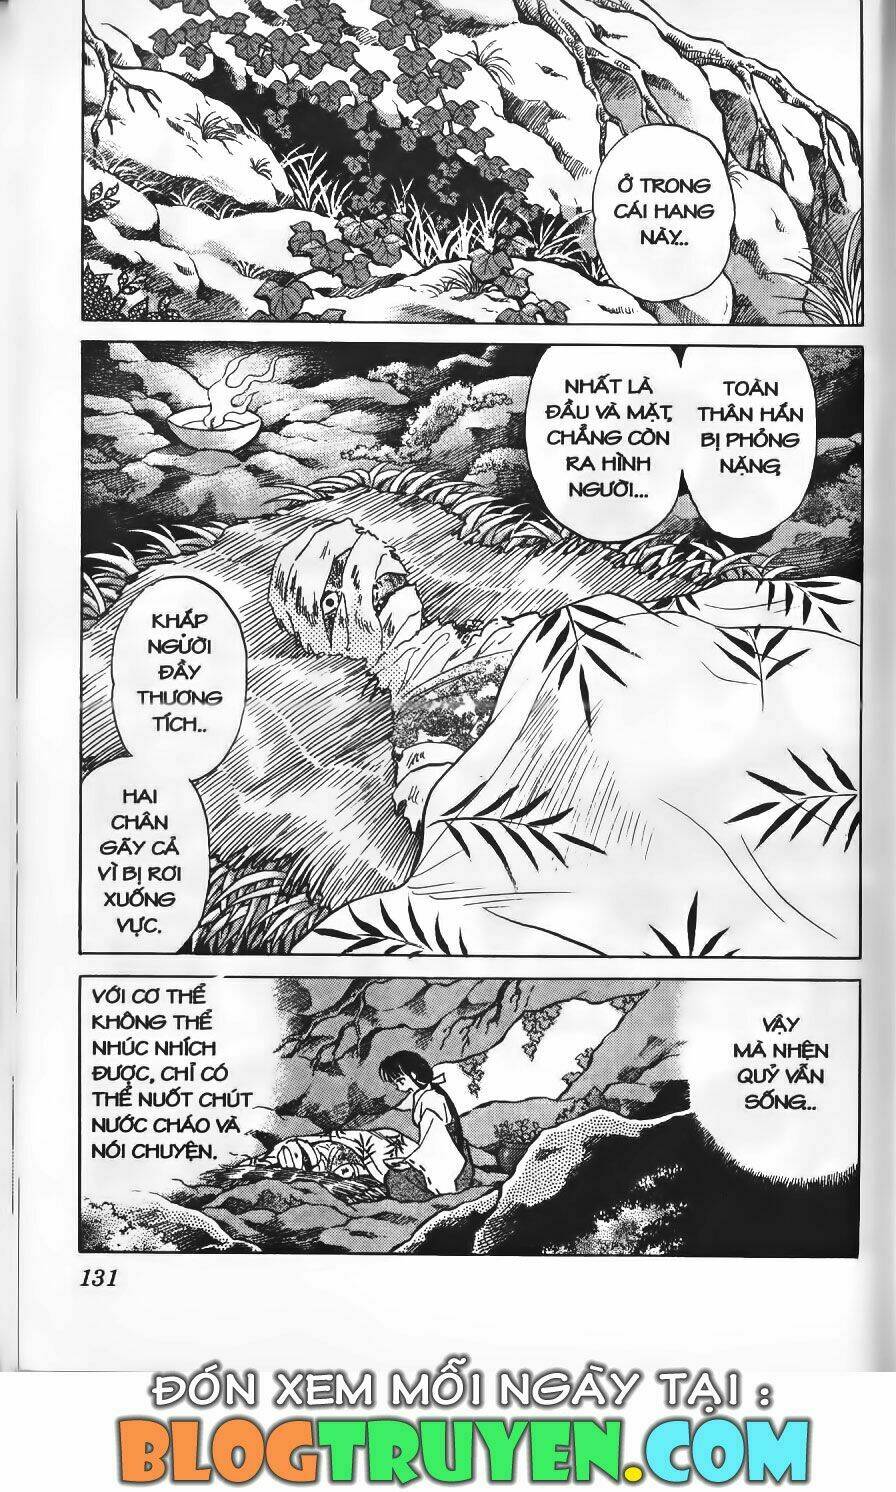 Ở TRONG
CÁI HANG
NÀY...
TOÀN
THÂN HẮN
BỊ PHỎNG
NẶNG,
NHẤT LÀ
ĐẦU VÀ MẶT,
CHẲNG CÒN
RA HÌNH
NGƯỜI...
KHẮP
NGƯỜI
ĐẦY
THƯƠNG
TÍCH..
HAI
CHÂN
GÃY CẢ
VÌ BỊ RƠI
XUỐNG
VỰC.
VẬY
MÀ NHỆN
QUỶ VẪN
SỐNG...
VỚI CƠ THỂ
KHÔNG THỂ
NHÚC NHÍCH
ĐƯỢC, CHỈ CÓ
THỂ NUỐT CHÚT
NƯỚC CHÁO VÀ
NÓI CHUYỆN.
131
ĐÓN XEM MỖI NGÀY TẠI :
BLOGTRUYEN.COM